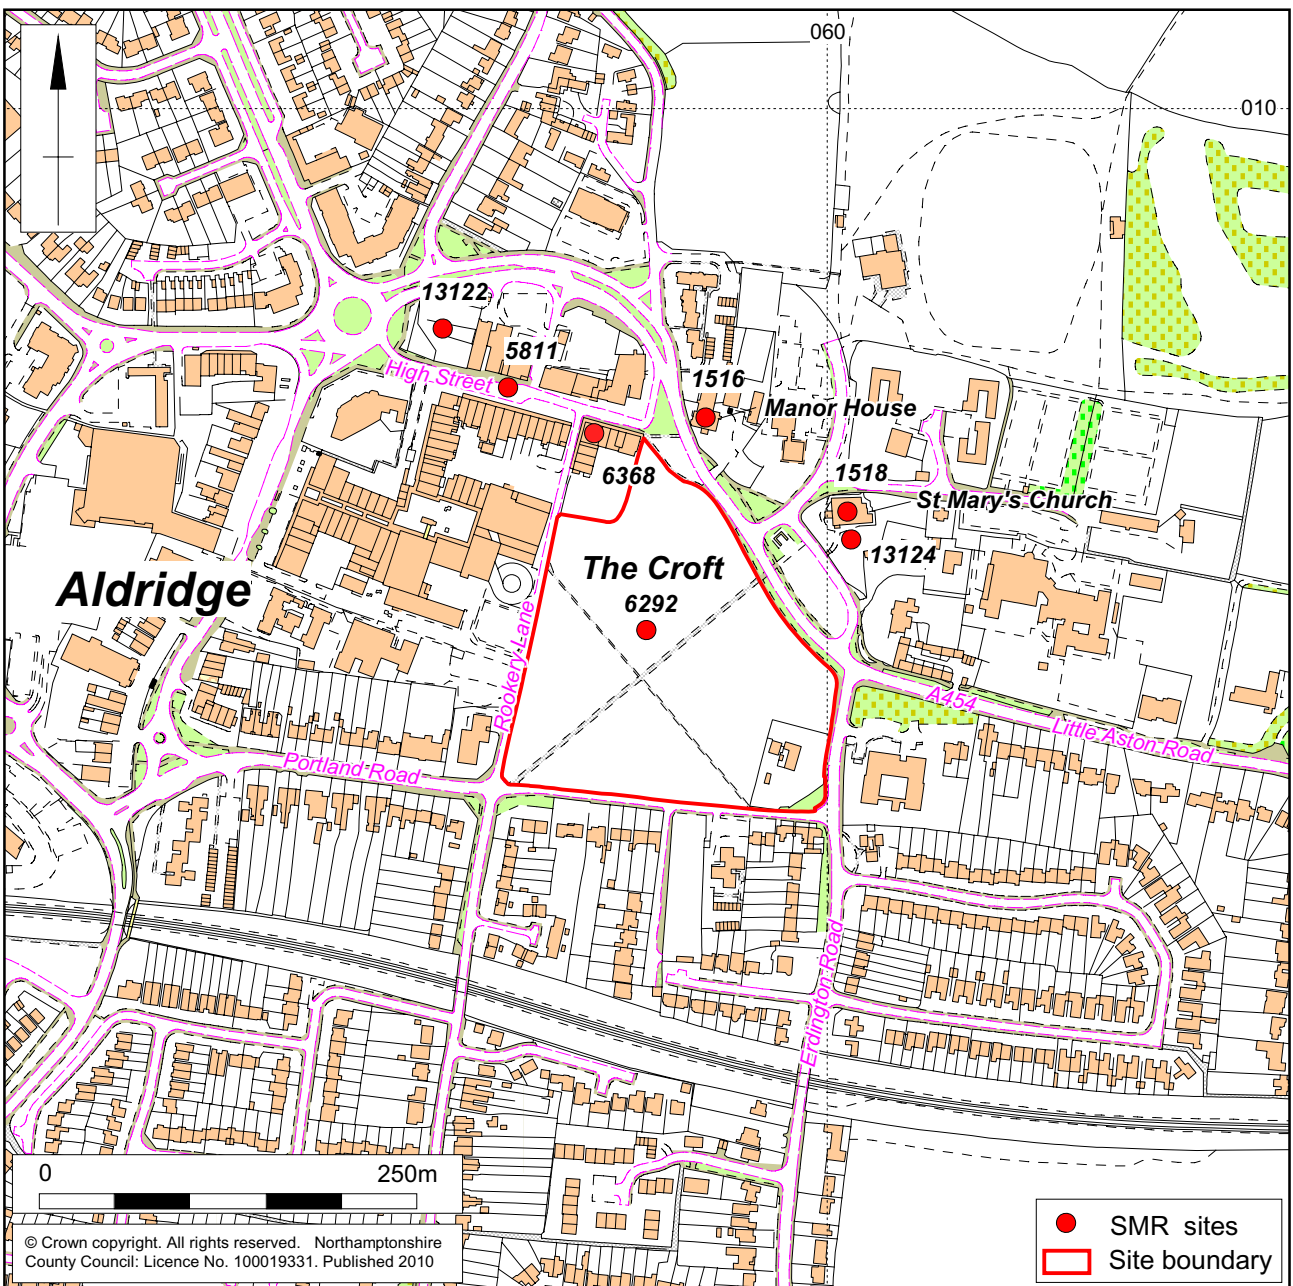 060
010
13122
5811
High Street
1516
Manor House
6368
1518
St Mary's Church
13124
The Croft
6292
Aldridge
Rookery Lane
A454
Little Aston Road
Portland Road
Erdington Road
0 250m
© Crown copyright. All rights reserved. Northamptonshire
County Council: Licence No. 100019331. Published 2010
SMR sites
Site boundary